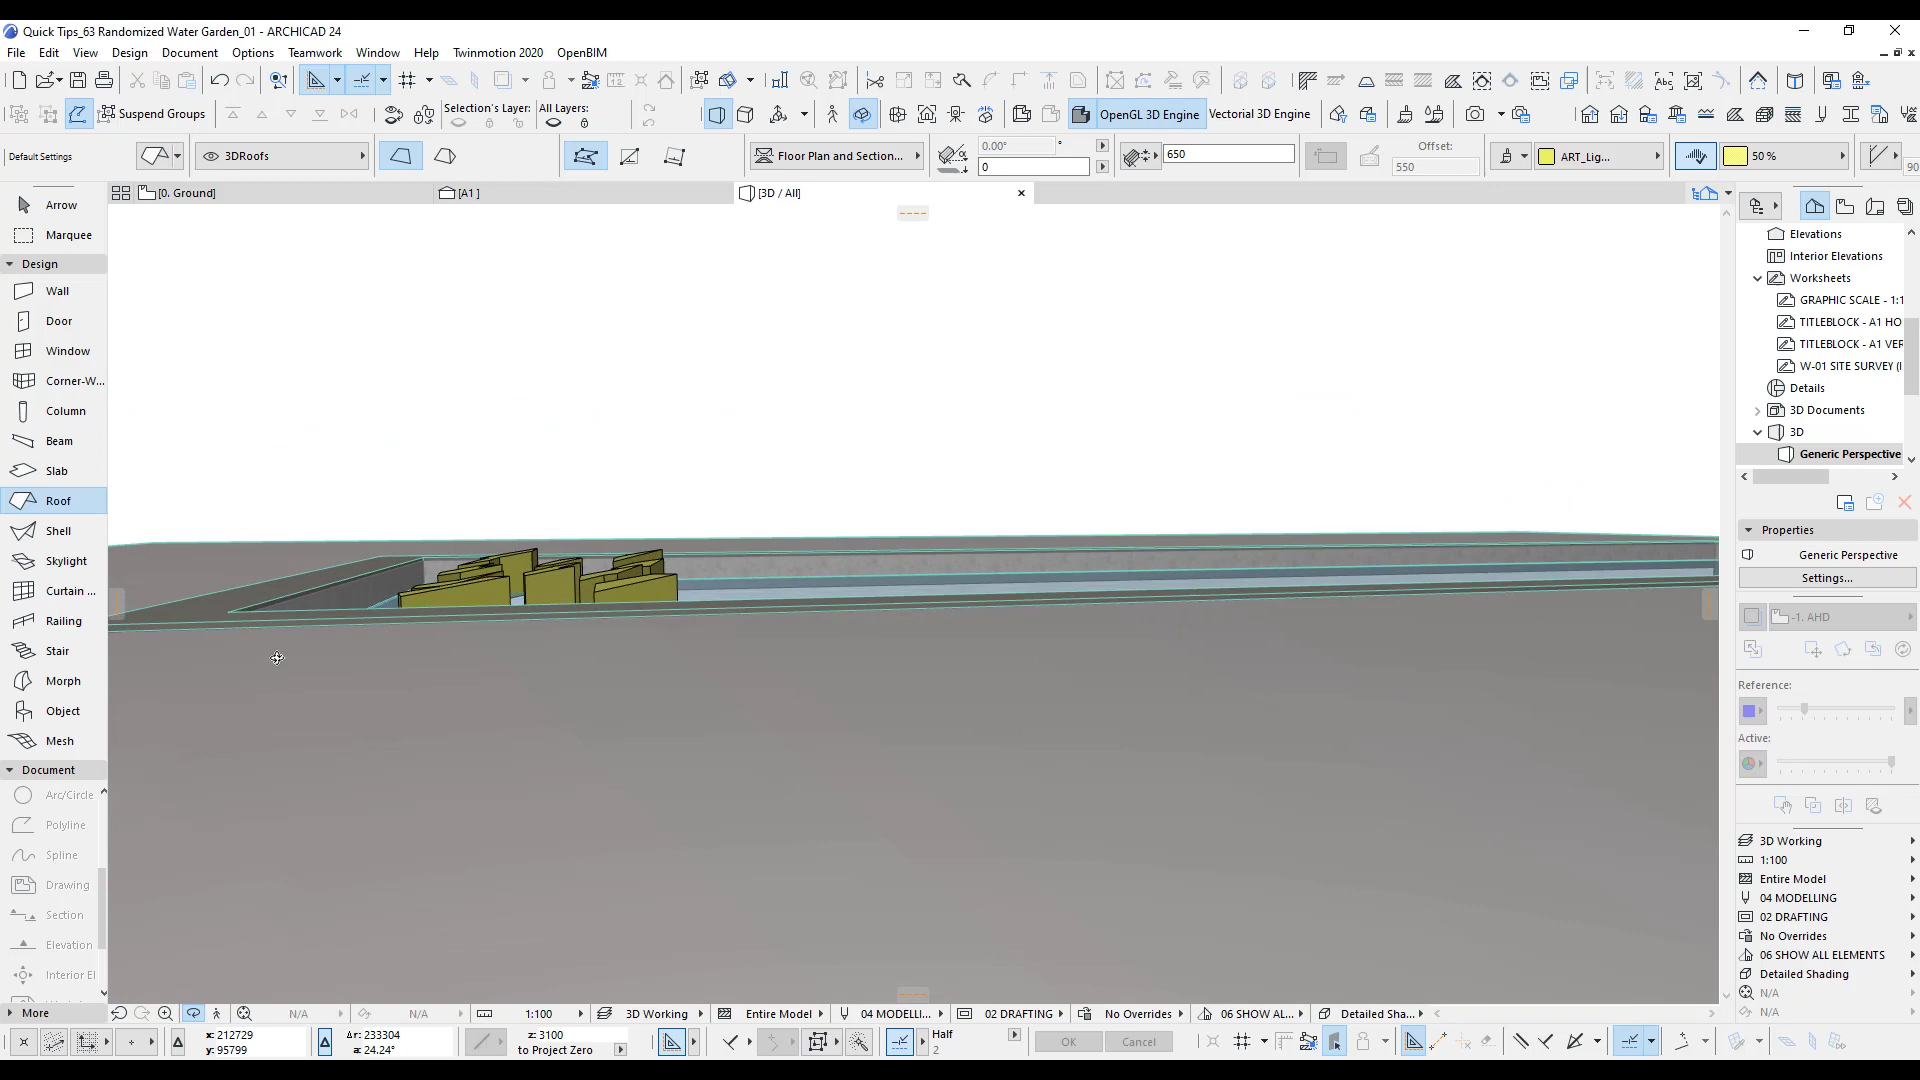 Quick Tips_63 Randomized Water Garden_01 - ARCHICAD 24
File Edit View Design Document Options Teamwork Window Help Twinmotion 2020 OpenBIM
Suspend Groups
Selection's Layer: All Layers:
OpenGL 3D Engine Vectorial 3D Engine
Default Settings
3DRoofs
Floor Plan and Section...
0.00° °
0
650
Offset:
550
ART_Lig...
50 %
90
[0. Ground]
[A1 ]
[3D / All]
Arrow
Marquee
Design
Wall
Door
Window
Corner-W...
Column
Beam
Slab
Roof
Shell
Skylight
Curtain ...
Railing
Stair
Morph
Object
Mesh
Document
Arc/Circle
Polyline
Spline
Drawing
Section
Elevation
Interior El
More
Elevations
Interior Elevations
Worksheets
GRAPHIC SCALE - 1:1
TITLEBLOCK - A1 HO
TITLEBLOCK - A1 VER
W-01 SITE SURVEY (I
Details
3D Documents
3D
Generic Perspective
Properties
Generic Perspective
Settings...
-1. AHD
Reference:
Active:
3D Working
1:100
Entire Model
04 MODELLING
02 DRAFTING
No Overrides
06 SHOW ALL ELEMENTS
Detailed Shading
N/A
N/A
N/A N/A 1:100 3D Working Entire Model 04 MODELLI... 02 DRAFTING No Overrides 06 SHOW AL... Detailed Sha...
x: 212729
y: 95799
Δr: 233304
a: 24.24°
z: 3100
to Project Zero
Half
2
OK Cancel